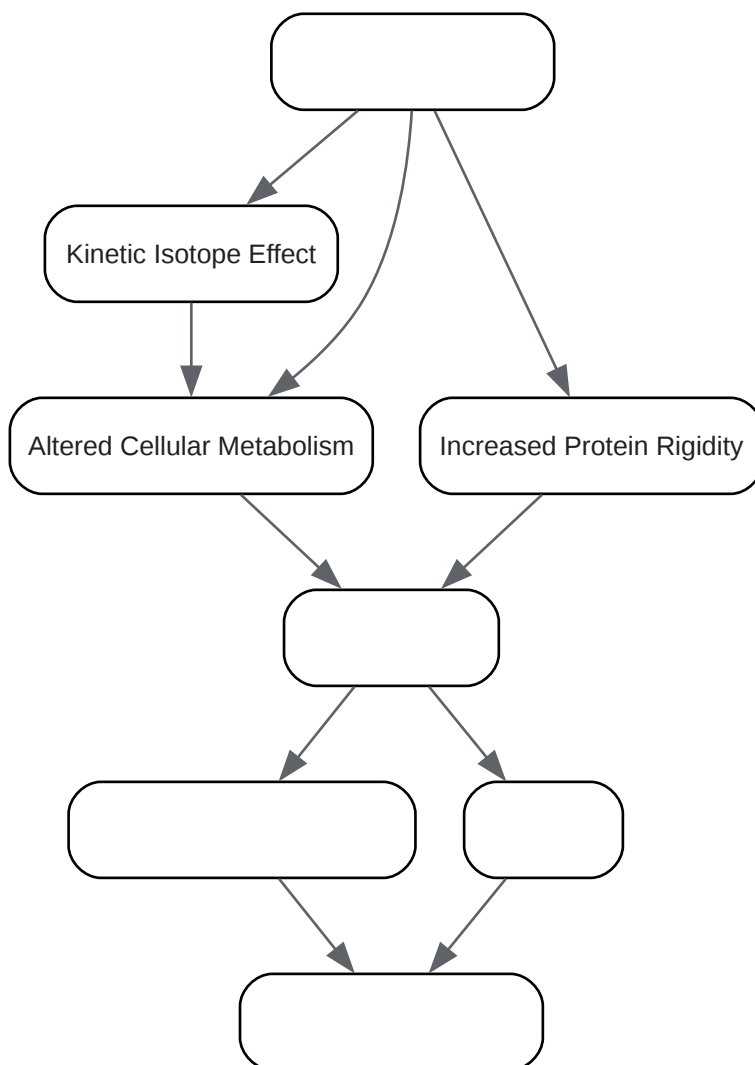 Kinetic Isotope Effect
Altered Cellular Metabolism
Increased Protein Rigidity